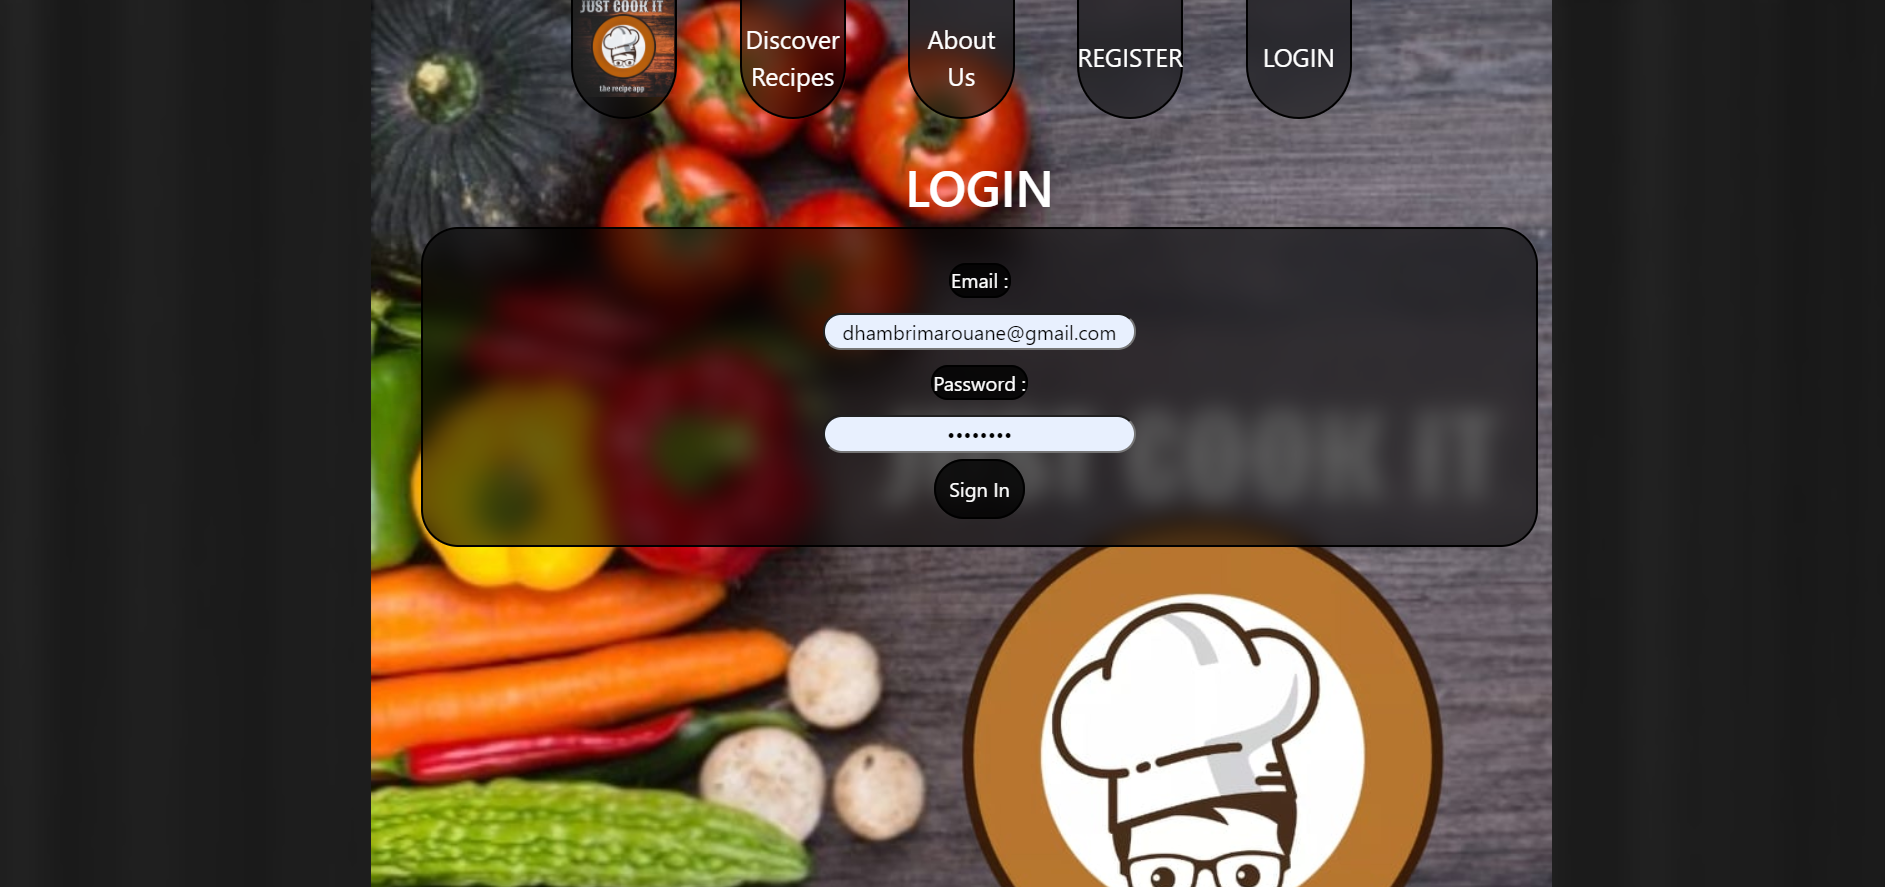 JUST COOK IT
the recipe app
Discover
Recipes
About
Us
REGISTER
LOGIN
LOGIN
Email :
dhambrimarouane@gmail.com
Password :
••••••••
JUST COOK IT
Sign In